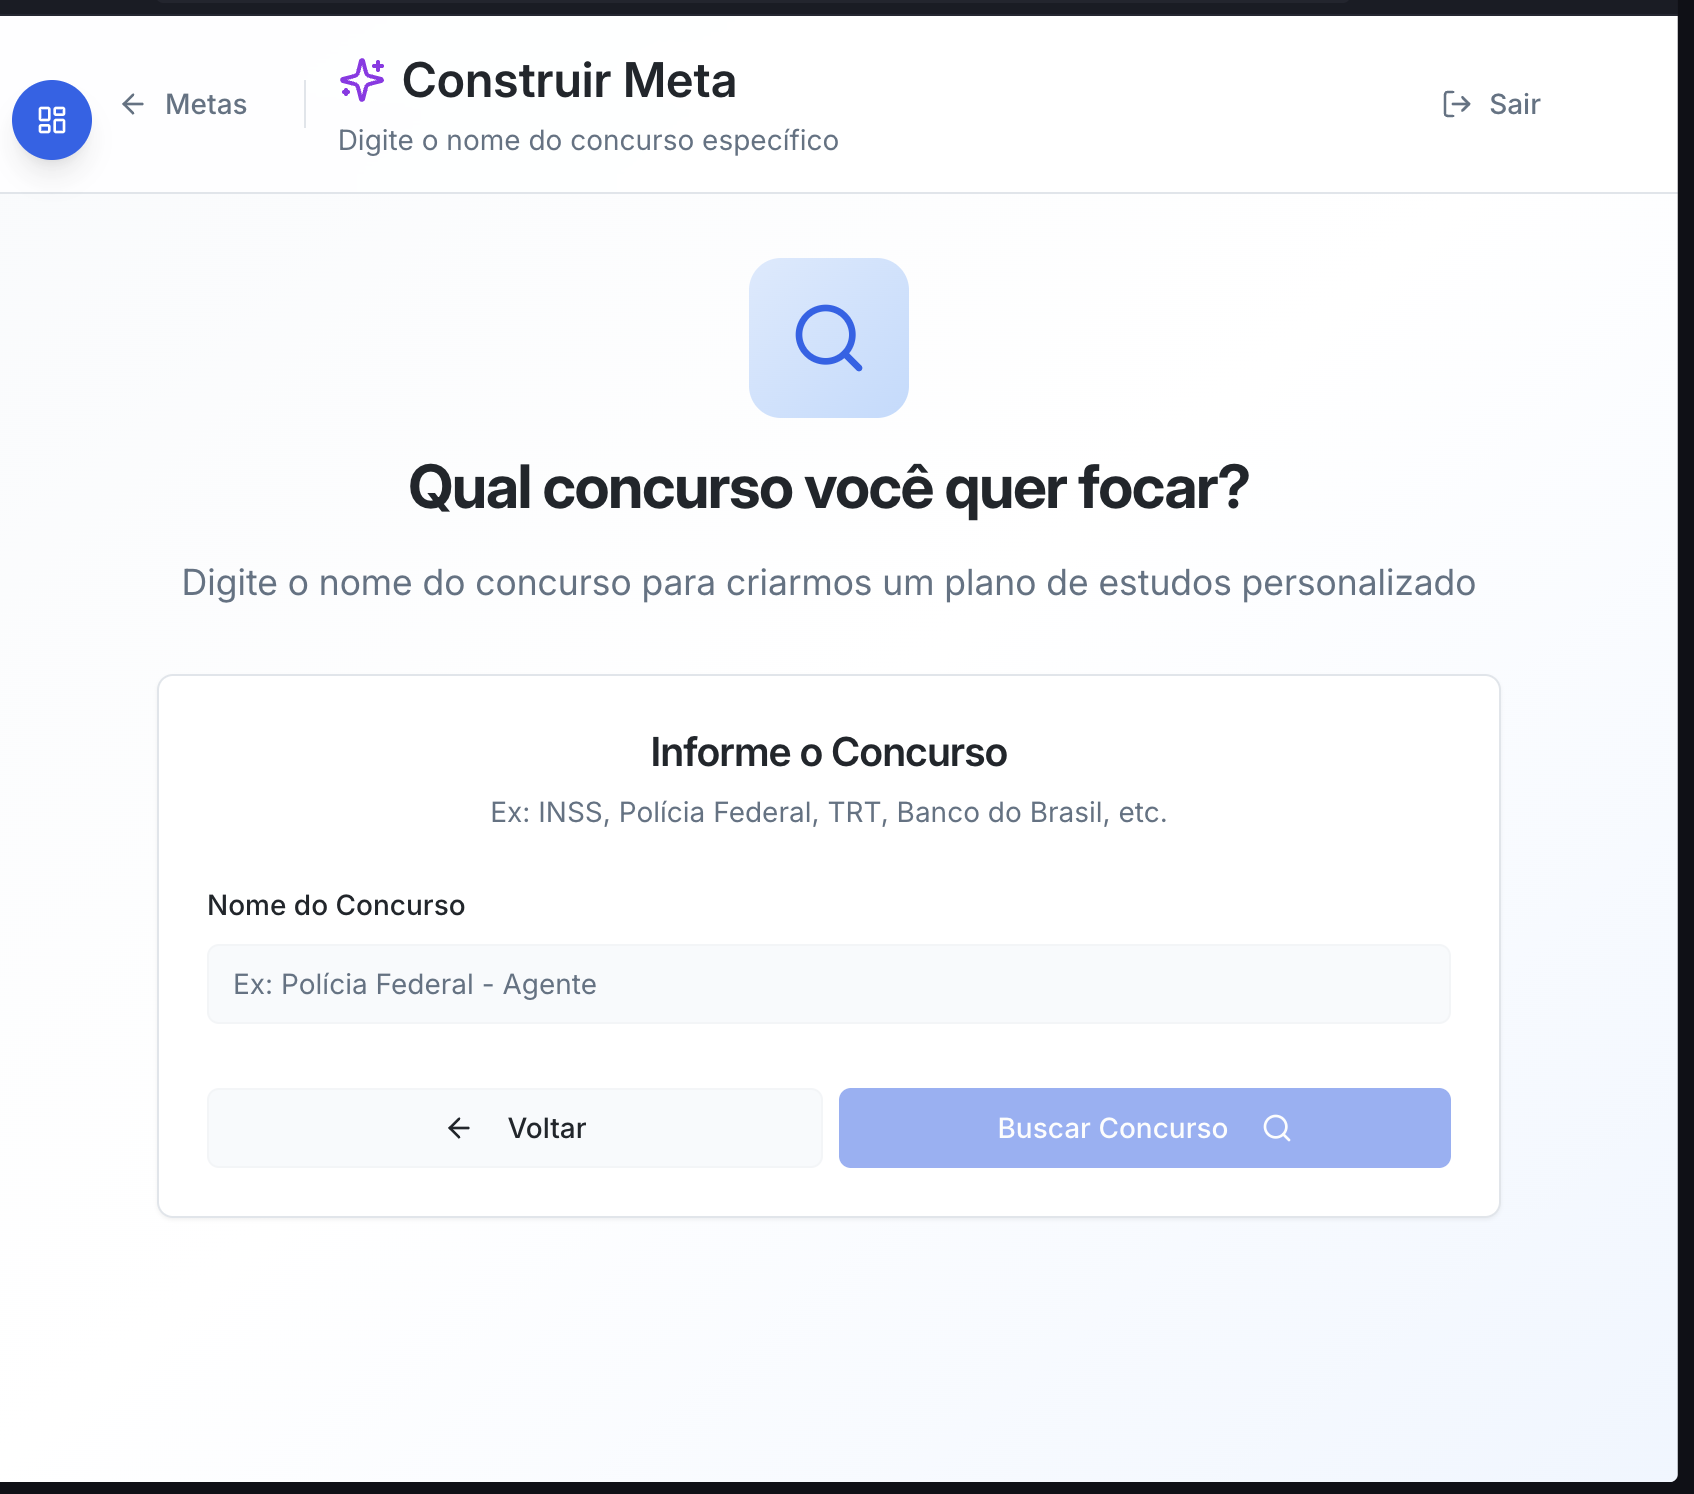 Metas
Construir Meta
Digite o nome do concurso específico
Sair
Qual concurso você quer focar?
Digite o nome do concurso para criarmos um plano de estudos personalizado
Informe o Concurso
Ex: INSS, Polícia Federal, TRT, Banco do Brasil, etc.
Nome do Concurso
Ex: Polícia Federal - Agente
Voltar
Buscar Concurso